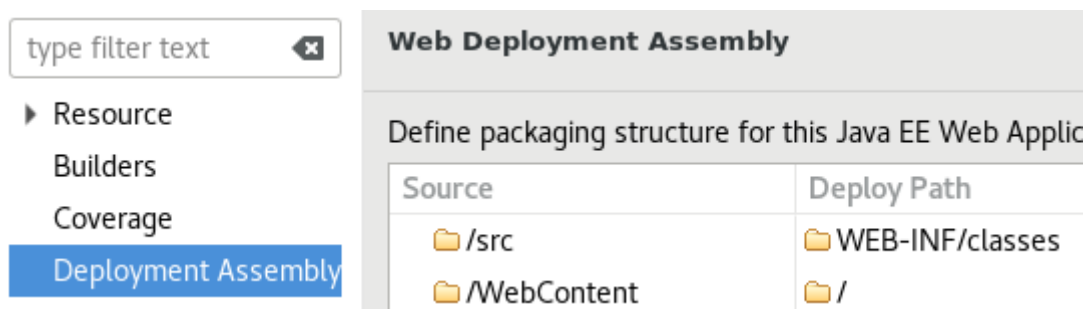 type filter text
Resource
Builders
Coverage
Deployment Assembly
Web Deployment Assembly
Define packaging structure for this Java EE Web Applic
Source Deploy Path
/src WEB-INF/classes
/WebContent /